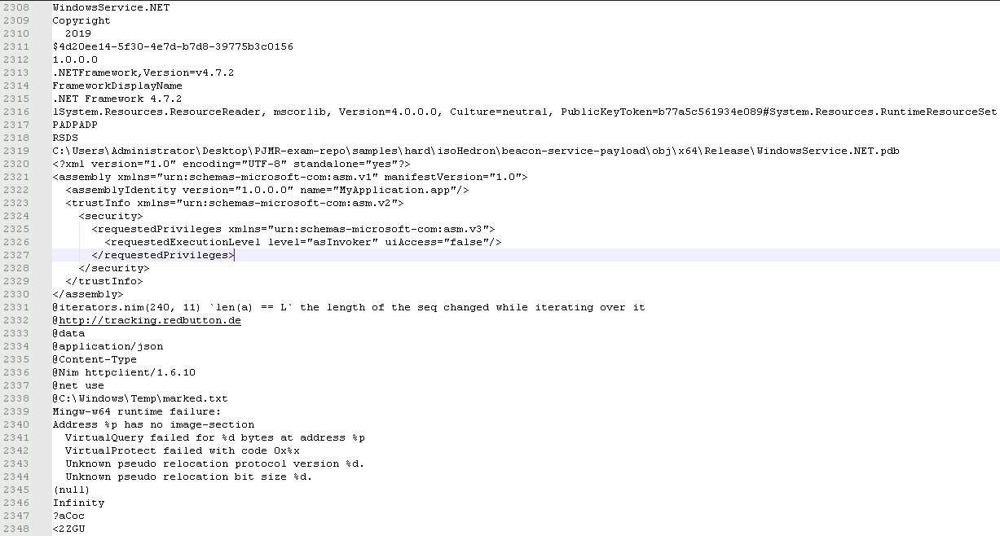 2308 WindowsService.NET
2309 Copyright
2310   2019
2311 $4d20ee14-5f30-4e7d-b7d8-39775b3c0156
2312 1.0.0.0
2313 .NETFramework,Version=v4.7.2
2314 FrameworkDisplayName
2315 .NET Framework 4.7.2
2316 lSystem.Resources.ResourceReader, mscorlib, Version=4.0.0.0, Culture=neutral, PublicKeyToken=b77a5c561934e089#System.Resources.RuntimeResourceSet
2317 PADPADP
2318 RSDS
2319 C:\Users\Administrator\Desktop\PJMR-exam-repo\samples\hard\isoHedron\beacon-service-payload\obj\x64\Release\WindowsService.NET.pdb
2320 <?xml version="1.0" encoding="UTF-8" standalone="yes"?>
2321 <assembly xmlns="urn:schemas-microsoft-com:asm.v1" manifestVersion="1.0">
2322   <assemblyIdentity version="1.0.0.0" name="MyApplication.app"/>
2323   <trustInfo xmlns="urn:schemas-microsoft-com:asm.v2">
2324     <security>
2325       <requestedPrivileges xmlns="urn:schemas-microsoft-com:asm.v3">
2326         <requestedExecutionLevel level="asInvoker" uiAccess="false"/>
2327       </requestedPrivileges>
2328     </security>
2329   </trustInfo>
2330 </assembly>
2331 @iterators.nim(240, 11) `len(a) == L` the length of the seq changed while iterating over it
2332 @http://tracking.redbutton.de
2333 @data
2334 @application/json
2335 @Content-Type
2336 @Nim httpclient/1.6.10
2337 @net use
2338 @C:\Windows\Temp\marked.txt
2339 Mingw-w64 runtime failure:
2340 Address %p has no image-section
2341   VirtualQuery failed for %d bytes at address %p
2342   VirtualProtect failed with code 0x%x
2343   Unknown pseudo relocation protocol version %d.
2344   Unknown pseudo relocation bit size %d.
2345 (null)
2346 Infinity
2347 ?aCoc
2348 <2ZGU